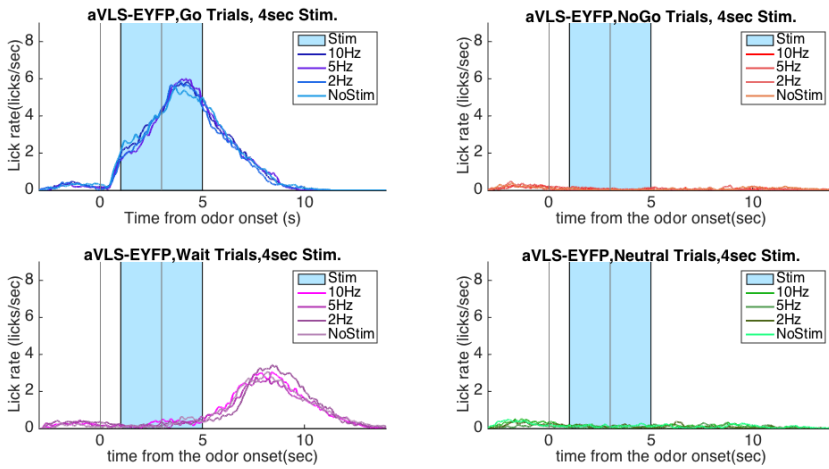 aVLS-EYFP,Go Trials, 4sec Stim.
Lick rate(licks/sec)
8
6
4
2
0
Stim
10Hz
5Hz
2Hz
NoStim
0 5 10
Time from odor onset (s)
aVLS-EYFP,NoGo Trials, 4sec Stim.
Lick rate (licks/sec)
8
6
4
2
0
Stim
10Hz
5Hz
2Hz
NoStim
0 5 10
time from the odor onset(sec)
aVLS-EYFP,Wait Trials,4sec Stim.
Lick rate (licks/sec)
8
6
4
2
0
Stim
10Hz
5Hz
2Hz
NoStim
0 5 10
time from the odor onset(sec)
aVLS-EYFP,Neutral Trials,4sec Stim.
Lick rate (licks/sec)
8
6
4
2
0
Stim
10Hz
5Hz
2Hz
NoStim
0 5 10
time from the odor onset(sec)